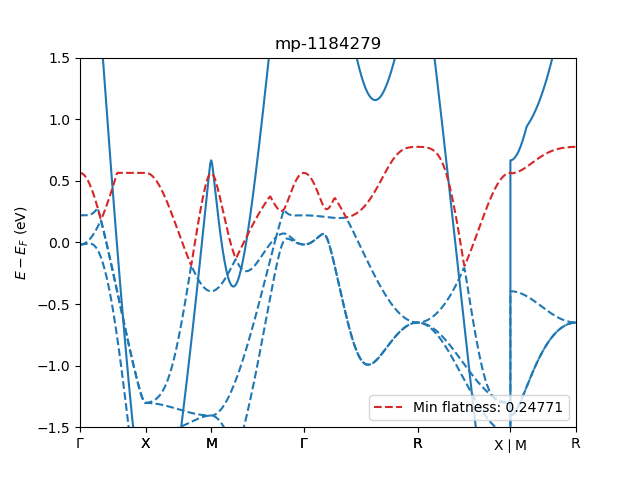 mp-1184279
E − E_F (eV)
1.5
1.0
0.5
0.0
−0.5
−1.0
−1.5
Min flatness: 0.24771
Γ X M Γ R X | M R